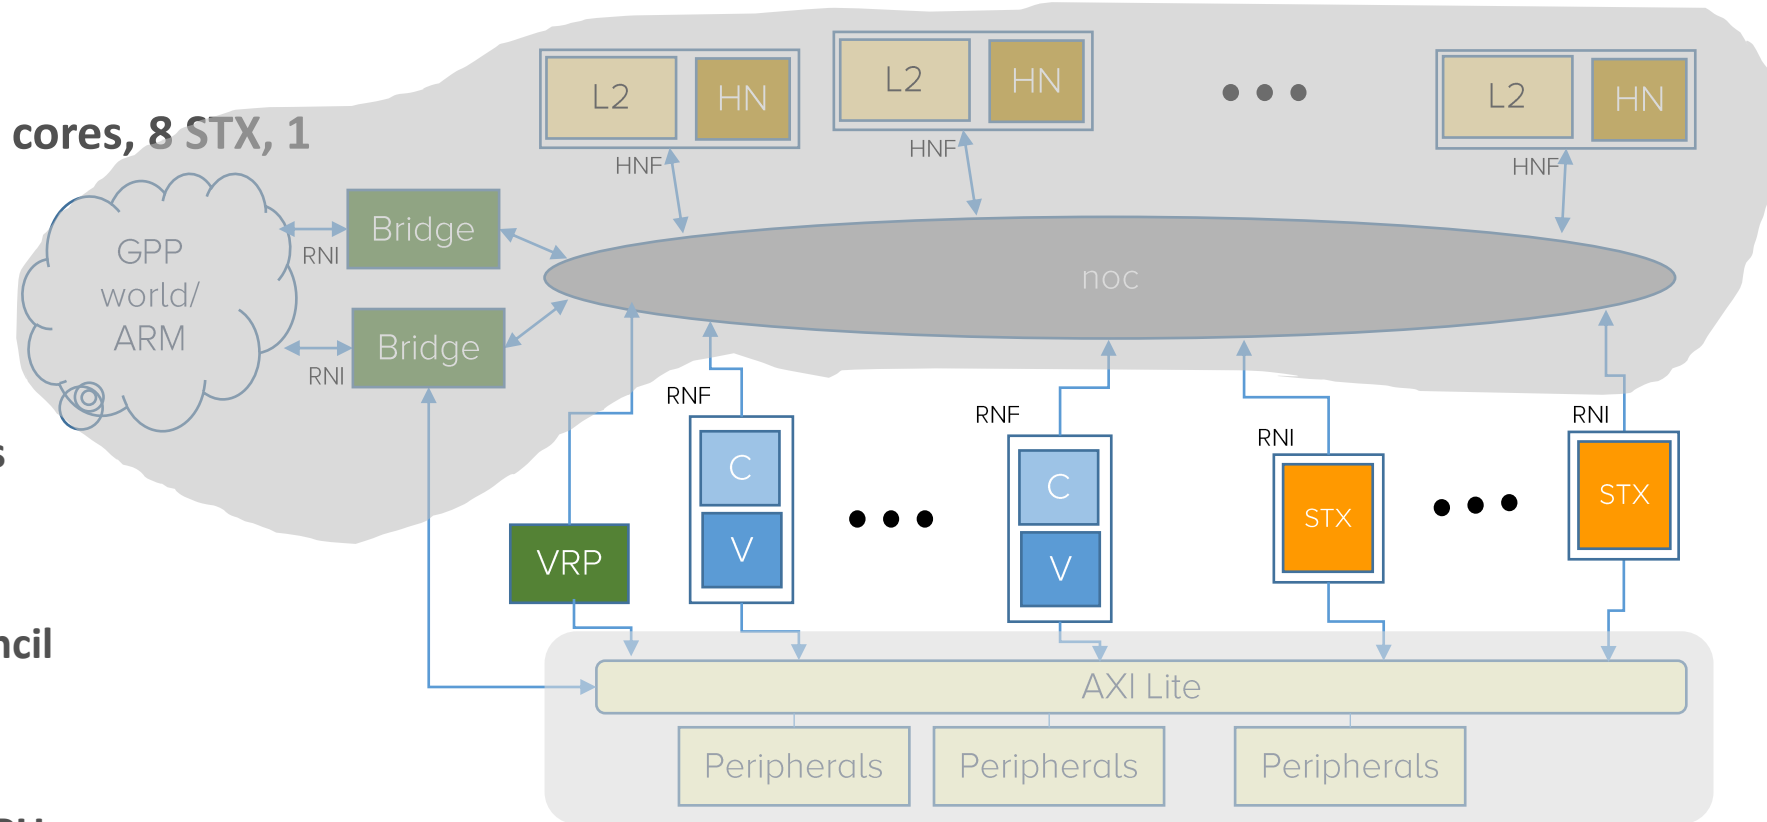 cores, 8 STX, 1
L2
HN
HNF
L2
HN
HNF
L2
HN
HNF
GPP
world/
ARM
RNI
Bridge
RNI
Bridge
noc
RNF
C
V
RNF
C
V
RNI
STX
RNI
STX
VRP
s
ncil
AXI Lite
Peripherals
Peripherals
Peripherals